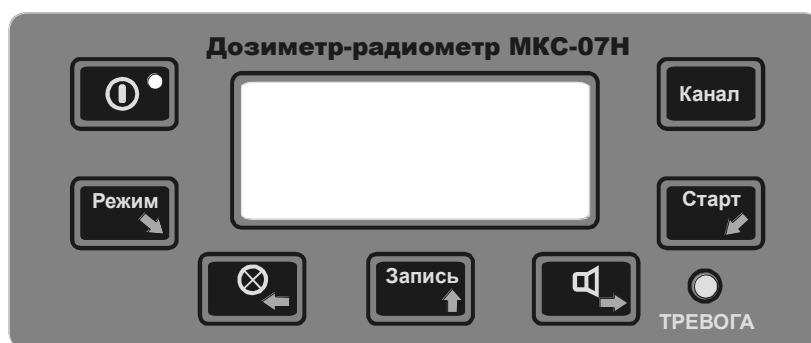 Дозиметр-радиометр МКС-07Н
Канал
Режим
Старт
Запись
ТРЕВОГА